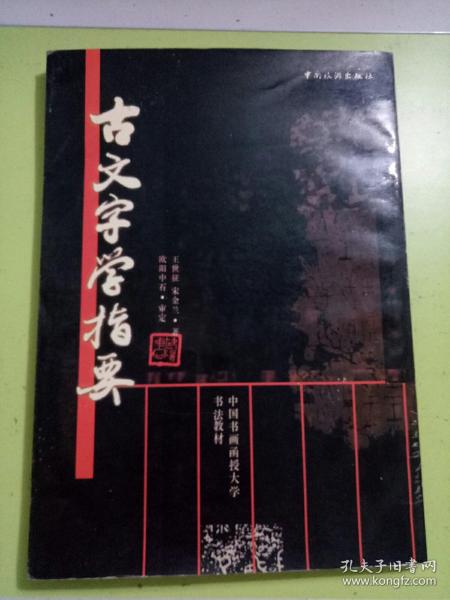 中国旅游出版社
古文字学指要
王世征 宋金兰·著
欧阳中石·审定
中国书画函授大学
书法教材
孔夫子旧书网
www.kongfz.com